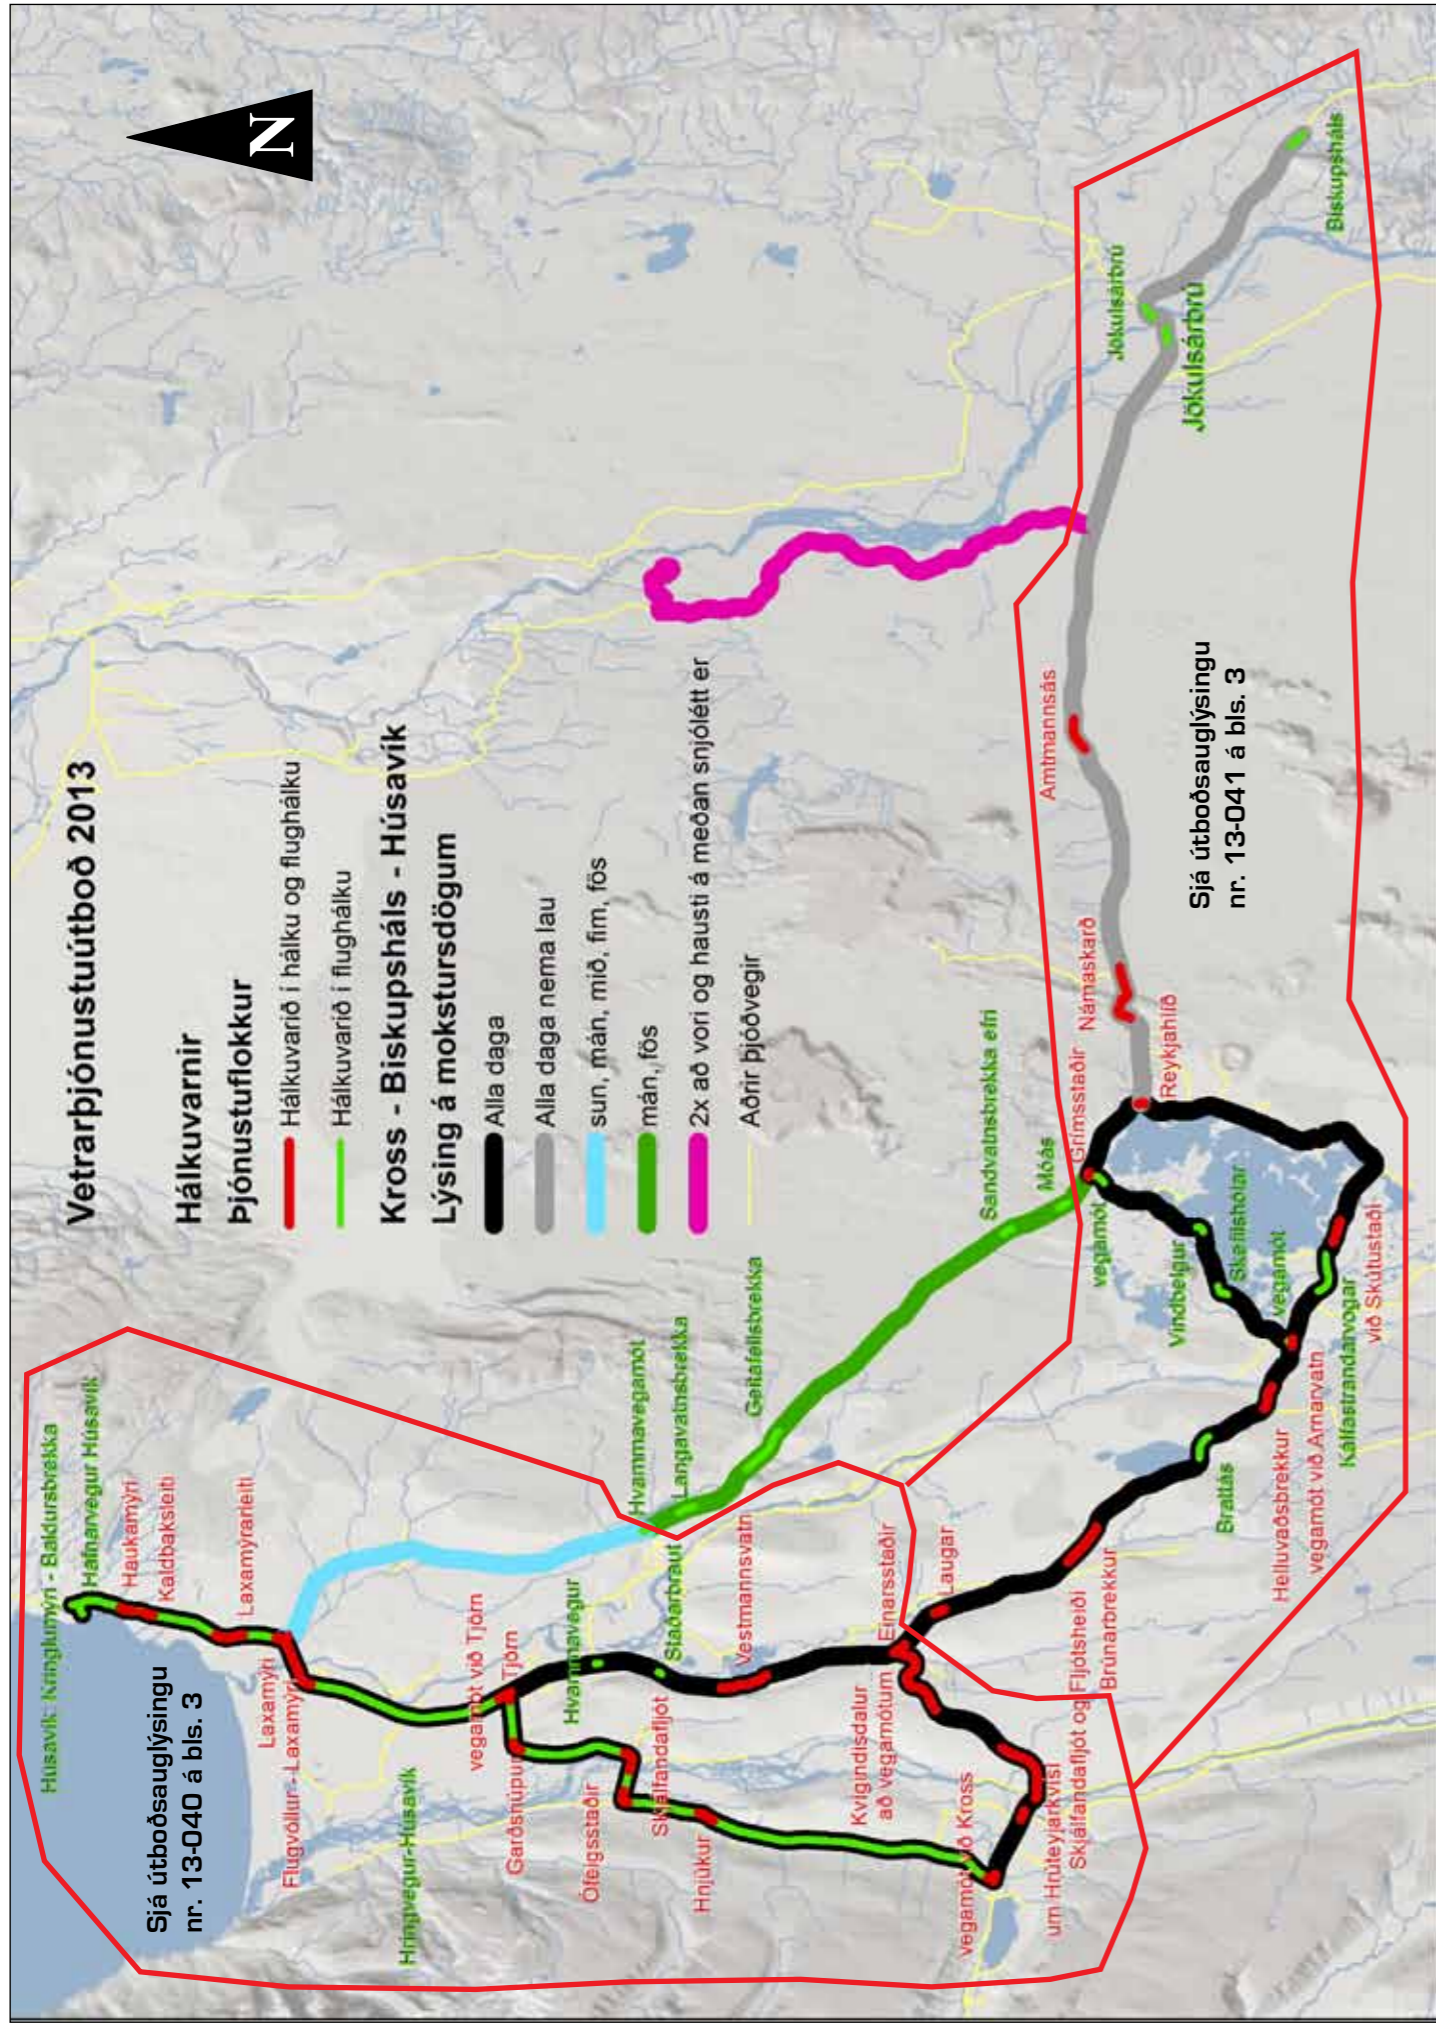 Vetrarþjónustuútboð 2013
Hálkuvarnir
Þjónustuflokkur
Hálkuvarið í hálku og flughálku
Hálkuvarið í flughálku
Kross - Biskupsháls - Húsavík
Lýsing á mokstursdögum
Alla daga
Alla daga nema lau
sun, mán, mið, fim, fös
mán, fös
2x að vori og hausti á meðan snjólétt er
Aðrir þjóðvegir
N
Húsavík: Kringlumýri - Baldursbrekka
Hafnarvegur Húsavík
Haukamýri
Kaldbaksleiti
Laxamýrarleiti
Sjá útboðsauglýsingu
nr. 13-040 á bls. 3
Laxamýri
Flugvöllur--Laxamýri
Hringvegur-Húsavík
vegamót við Tjörn
Tjörn
Garðsnúpur
Hvammavegur
Ófeigsstaðir
Skjálfandafljót
Hnjúkur
Staðarbraut
Vestmannsvatn
Hvammavegamót
Langavatnsbrekka
Geitafellsbrekka
Kvígindisdalur
að vegamótum
Einarsstaðir
Laugar
vegamót við Kross
um Hrúteyjarkvísl
Skjálfandafljót og Fljótsheiði
Brúnarbrekkur
Sandvatnsbrekka efri
Móás
Grímsstaðir
vegamót
Vindbelgur
Skefilshólar
vegamót
Brattás
Helluvaðsbrekkur
vegamót við Arnarvatn
Kálfastrandarvogar
við Skútustaði
Reykjahlíð
Námaskarð
Amtmannsás
Sjá útboðsauglýsingu
nr. 13-041 á bls. 3
Jökulsárbrú
Jökulsárbrú
Biskupsháls